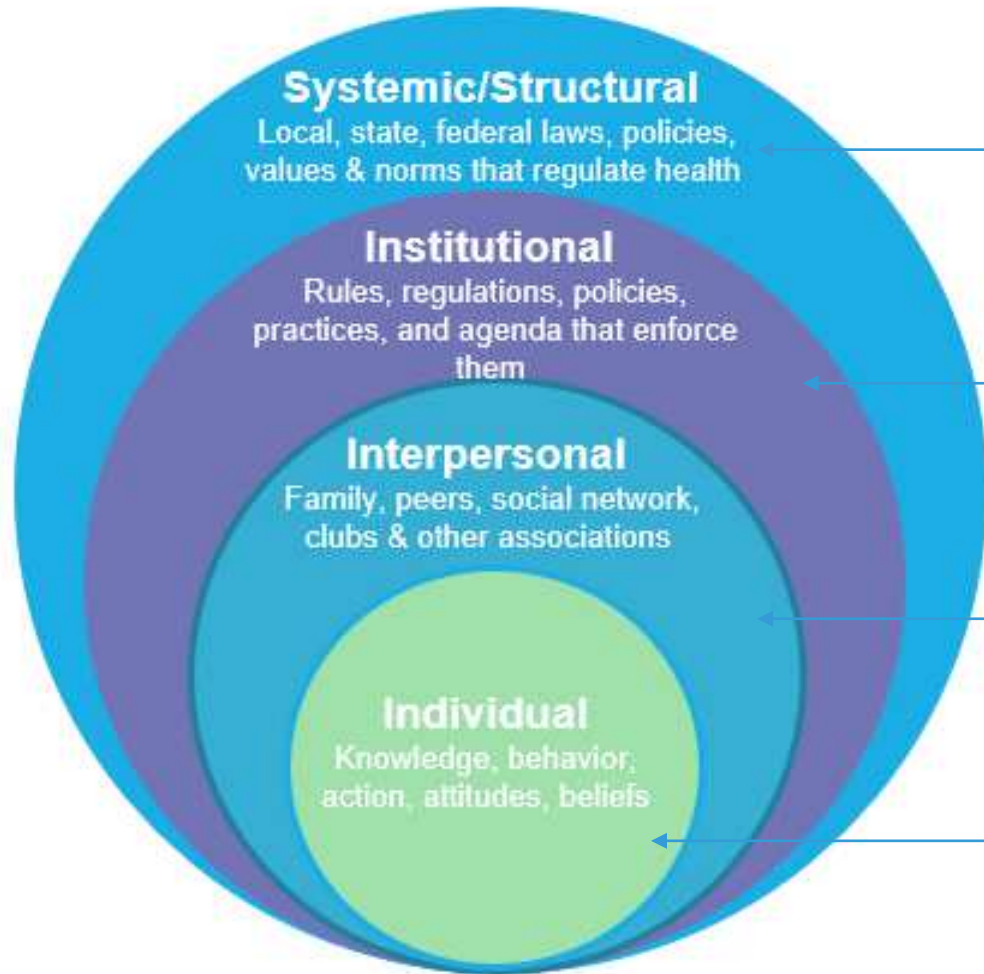 Systemic/Structural
Local, state, federal laws, policies,
values & norms that regulate health
Institutional
Rules, regulations, policies,
practices, and agenda that enforce
them
Interpersonal
Family, peers, social network,
clubs & other associations
Individual
Knowledge, behavior,
action, attitudes, beliefs